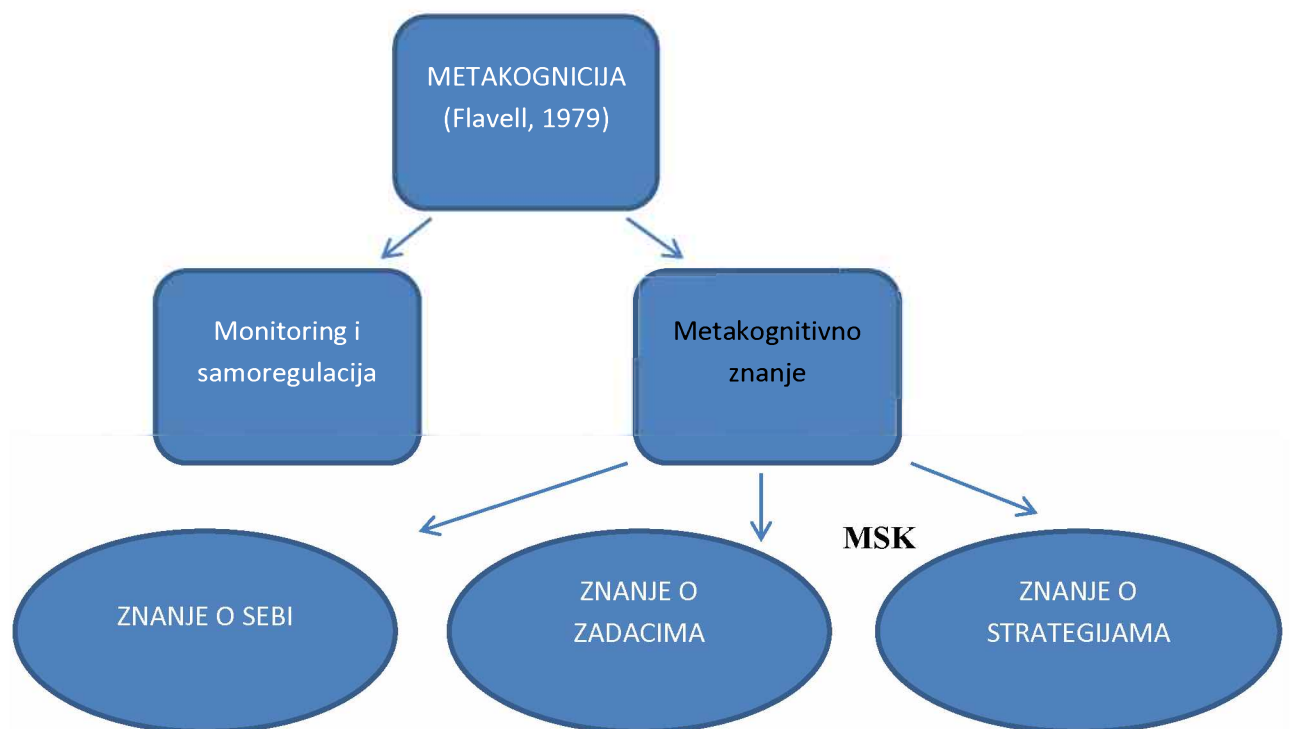 METAKOGNICIJA
(Flavell, 1979)
Monitoring i
samoregulacija
Metakognitivno
znanje
MSK
ZNANJE O SEBI
ZNANJE O
ZADACIMA
ZNANJE O
STRATEGIJAMA